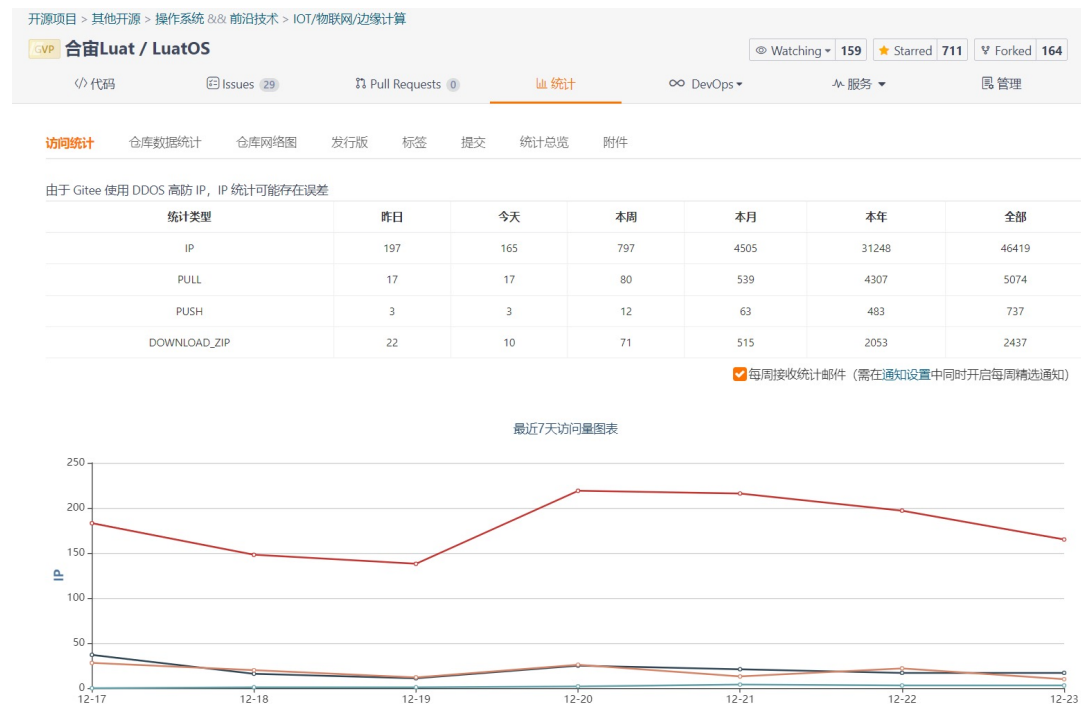 开源项目 > 其他开源 > 操作系统 && 前沿技术 > IOT/物联网/边缘计算
GVP 合宙Luat / LuatOS
Watching 159 Starred 711 Forked 164
代码 Issues 29 Pull Requests 0 统计 DevOps 服务 管理
访问统计 仓库数据统计 仓库网络图 发行版 标签 提交 统计总览 附件
由于 Gitee 使用 DDOS 高防 IP，IP 统计可能存在误差
统计类型 昨日 今天 本周 本月 本年 全部
IP 197 165 797 4505 31248 46419
PULL 17 17 80 539 4307 5074
PUSH 3 3 12 63 483 737
DOWNLOAD_ZIP 22 10 71 515 2053 2437
每周接收统计邮件（需在通知设置中同时开启每周精选通知）
最近7天访问量图表
250
200
150
IP
100
50
0
12-17 12-18 12-19 12-20 12-21 12-22 12-23